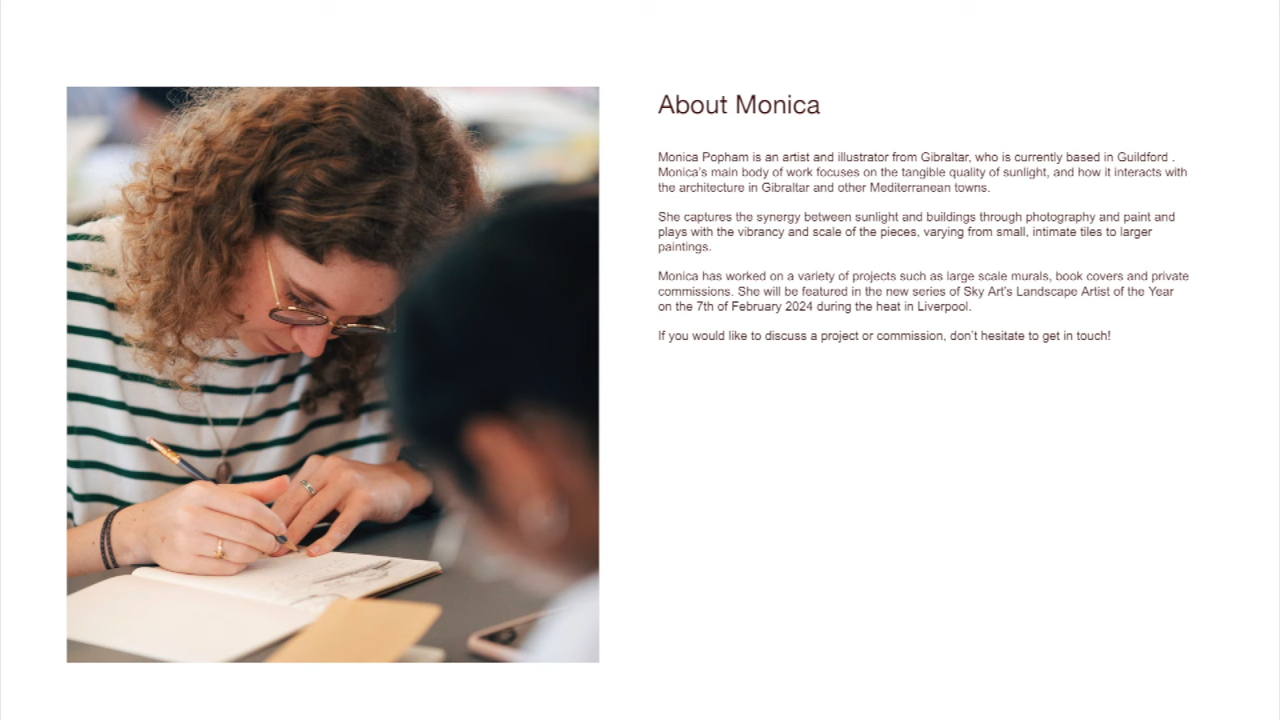 About Monica
Monica Popham is an artist and illustrator from Gibraltar, who is currently based in Guildford .
Monica's main body of work focuses on the tangible quality of sunlight, and how it interacts with
the architecture in Gibraltar and other Mediterranean towns.
She captures the synergy between sunlight and buildings through photography and paint and
plays with the vibrancy and scale of the pieces, varying from small, intimate tiles to larger
paintings.
Monica has worked on a variety of projects such as large scale murals, book covers and private
commissions. She will be featured in the new series of Sky Art's Landscape Artist of the Year
on the 7th of February 2024 during the heat in Liverpool.
If you would like to discuss a project or commission, don't hesitate to get in touch!